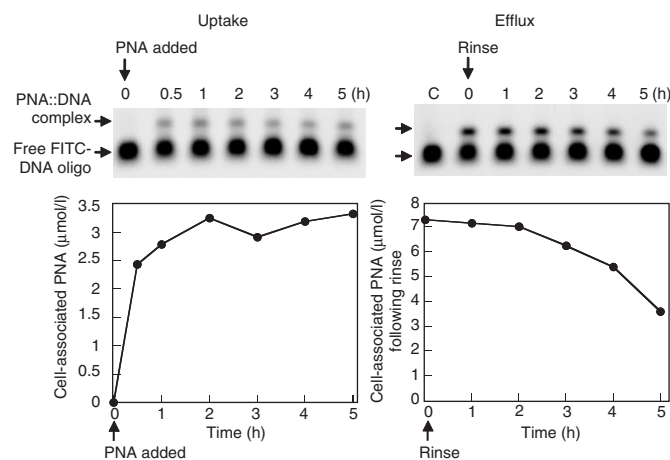 Uptake
PNA added
0 0.5 1 2 3 4 5 (h)
PNA::DNA
complex
Free FITC-
DNA oligo
Efflux
Rinse
C 0 1 2 3 4 5 (h)
Cell-associated PNA (μmol/l)
3.5
3
2.5
2
1.5
1
0.5
0
0 1 2 3 4 5
Time (h)
PNA added
Cell-associated PNA (μmol/l)
following rinse
8
7
6
5
4
3
2
1
0
0 1 2 3 4 5
Time (h)
Rinse